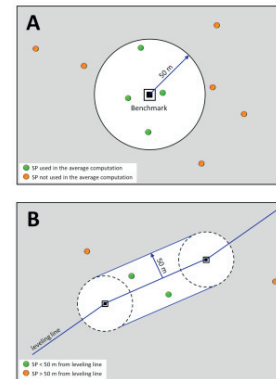 A
50 m
Benchmark
SP used in the average computation
SP not used in the average computation
B
50 m
leveling line
SP < 50 m from leveling line
SP > 50 m from leveling line